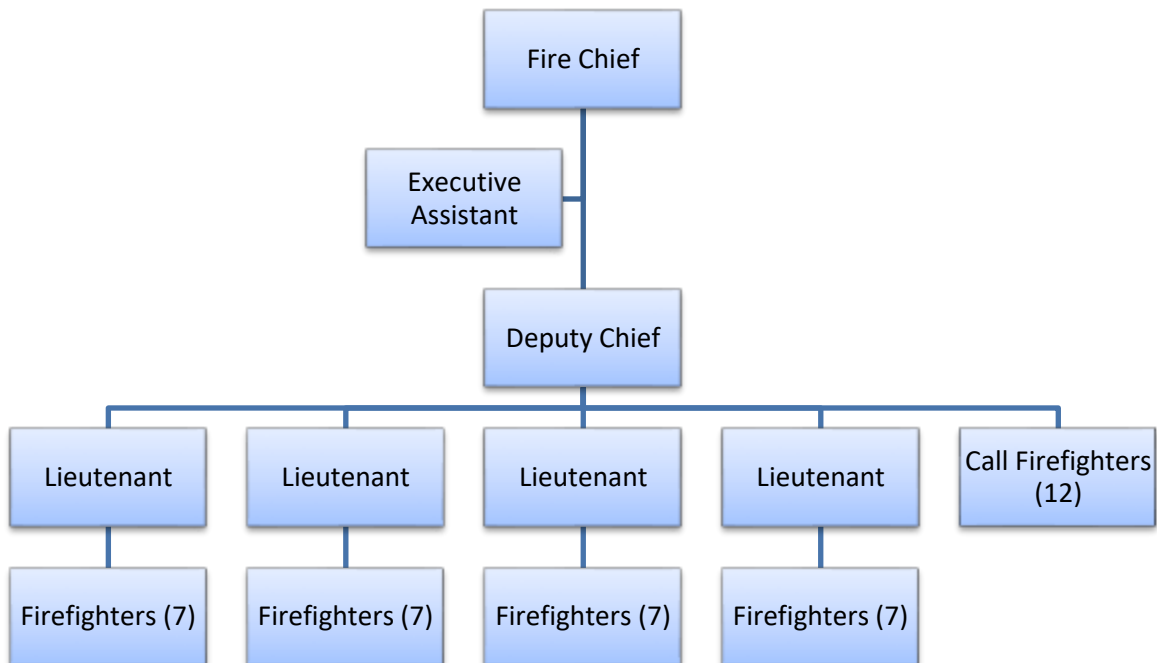 Fire Chief
Executive
Assistant
Deputy Chief
Lieutenant
Lieutenant
Lieutenant
Lieutenant
Call Firefighters
(12)
Firefighters (7)
Firefighters (7)
Firefighters (7)
Firefighters (7)